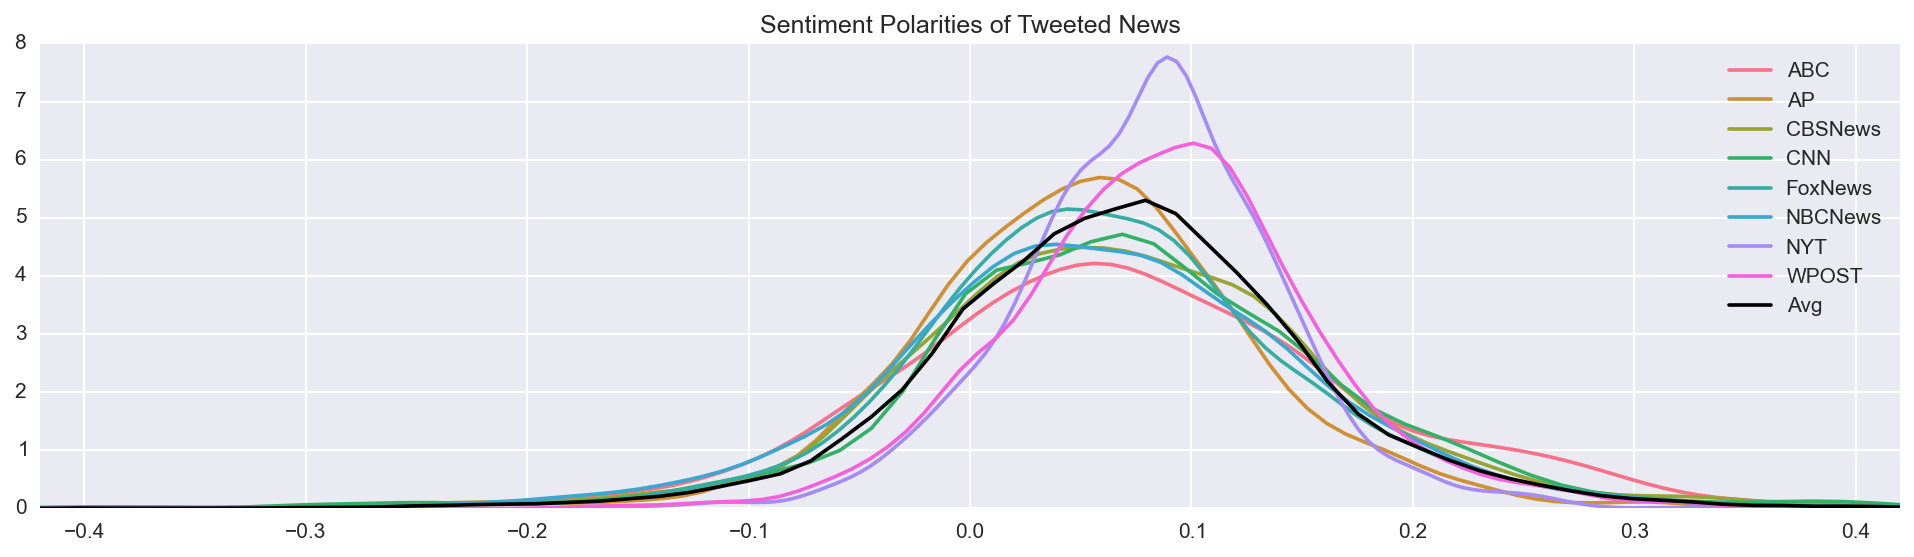 Sentiment Polarities of Tweeted News
8
7
6
5
4
3
2
1
0
−0.4 −0.3 −0.2 −0.1 0.0 0.1 0.2 0.3 0.4
ABC
AP
CBSNews
CNN
FoxNews
NBCNews
NYT
WPOST
Avg